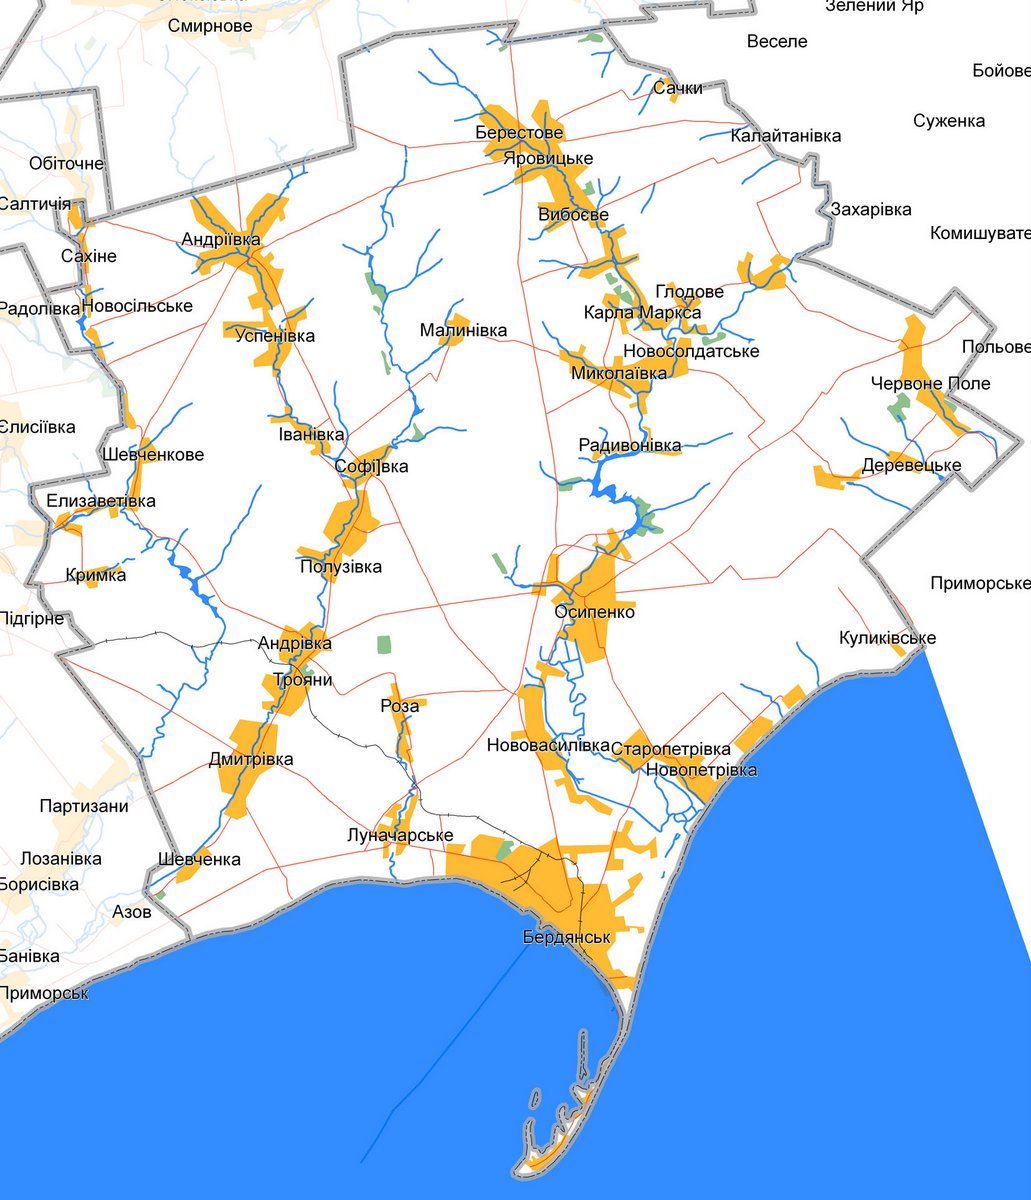 Зелений Яр
Смирнове
Веселе
Бойове
Сачки
Суженка
Берестове
Калайтанівка
Яровицьке
Обіточне
Салтичія
Захарівка
Вибоєве
Комишувате
Андріївка
Сахіне
Глодове
Радолівка
Новосільське
Карла Маркса
Малинівка
Успенівка
Польове
Новосолдатське
Миколаївка
Червоне Поле
Єлисіївка
Іванівка
Радивонівка
Шевченкове
Софі]вка
Деревецьке
Елизаветівка
Полузівка
Кримка
Приморське
Осипенко
Підгірне
Куликівське
Андрівка
Трояни
Роза
Нововасилівка
Старопетрівка
Дмитрівка
Новопетрівка
Партизани
Луначарське
Лозанівка
Шевченка
Борисівка
Азов
Бердянськ
Банівка
Приморськ